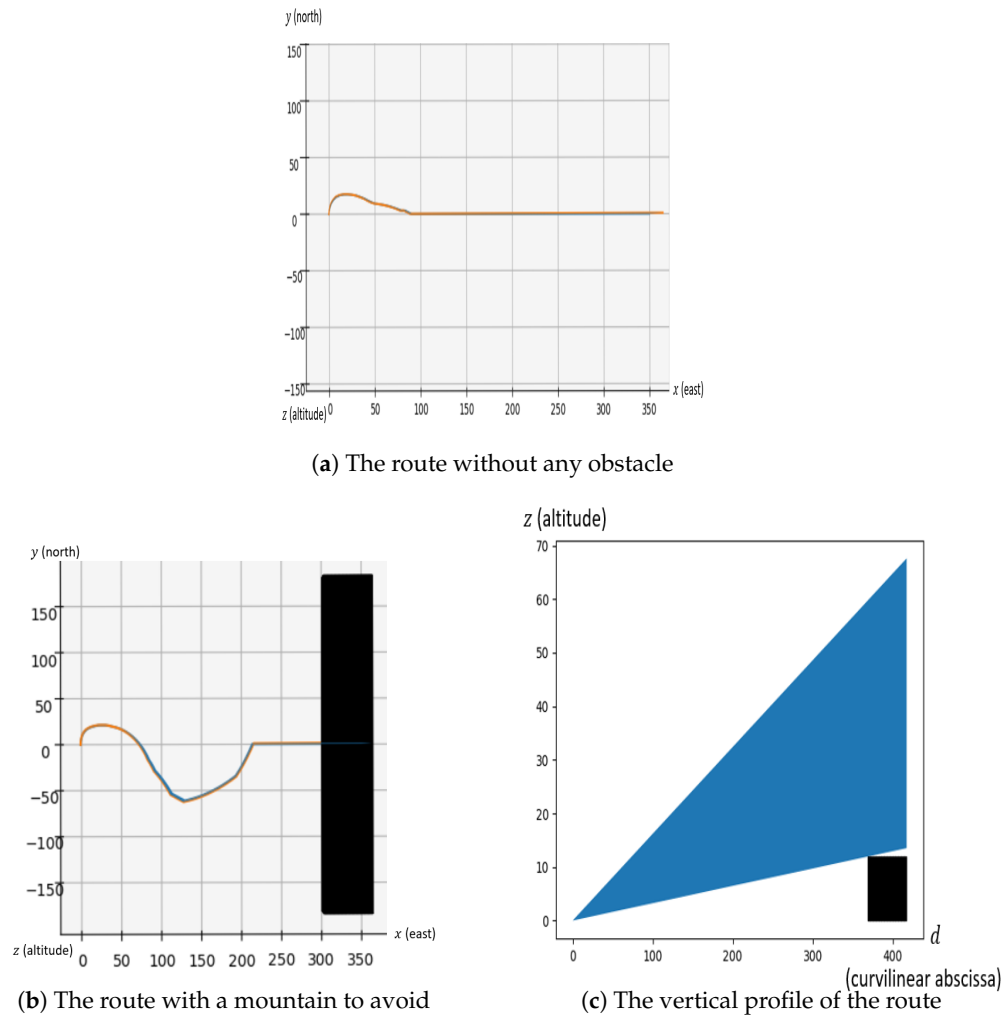 y (north)
150
100
50
0
−50
−100
−150
x (east)
z (altitude)
0 50 100 150 200 250 300 350
(a) The route without any obstacle
y (north)
150
100
50
0
−50
−100
−150
x (east)
z (altitude)
0 50 100 150 200 250 300 350
(b) The route with a mountain to avoid
z (altitude)
70
60
50
40
30
20
10
0
d
0 100 200 300 400
(curvilinear abscissa)
(c) The vertical profile of the route